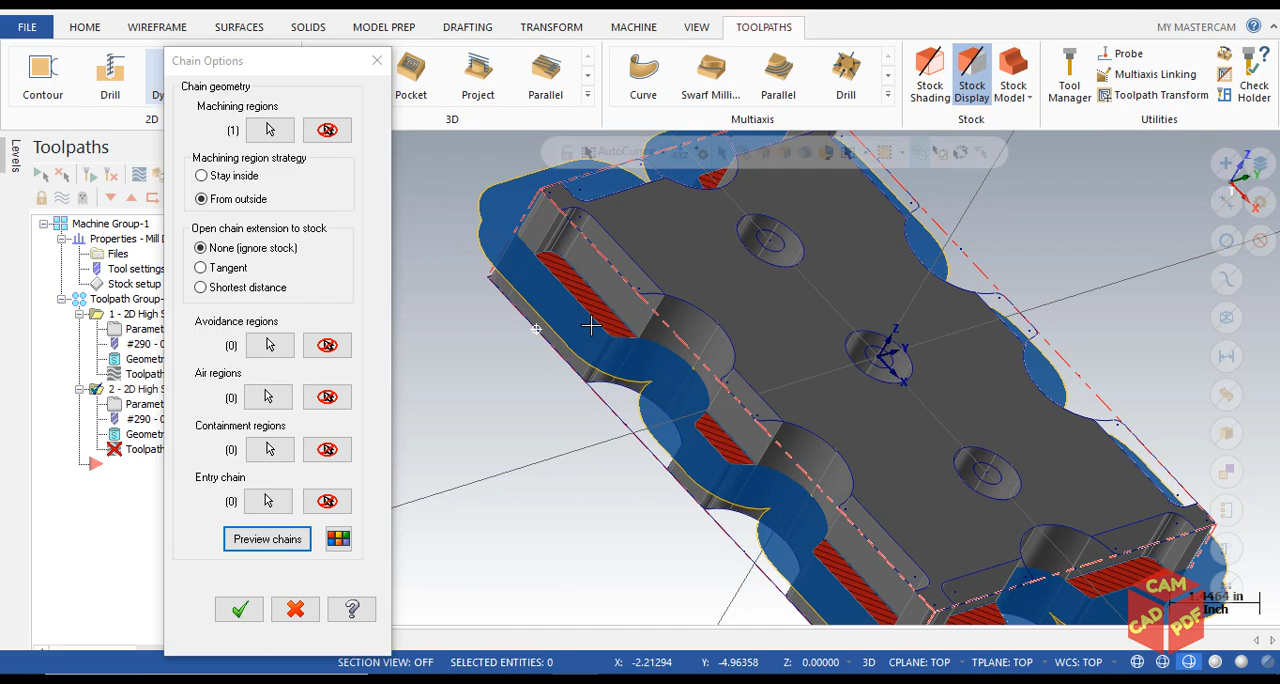 FILE HOME WIREFRAME SURFACES SOLIDS MODEL PREP DRAFTING TRANSFORM MACHINE VIEW TOOLPATHS MY MASTERCAM
Contour Drill Dy Pocket Project Parallel Curve Swarf Milli... Parallel Drill Stock Shading Stock Display Stock Model Tool Manager Probe Multiaxis Linking Toolpath Transform Check Holder
2D 3D Multiaxis Stock Utilities
Levels
Toolpaths
Machine Group-1
Properties - Mill D
Files
Tool settings
Stock setup
Toolpath Group-
1 - 2D High S
Paramet
#290 - 0
Geometr
Toolpath
2 - 2D High S
Paramet
#290 - 0
Geometr
Toolpath
Chain Options
Chain geometry
Machining regions
(1)
Machining region strategy
Stay inside
From outside
Open chain extension to stock
None (ignore stock)
Tangent
Shortest distance
Avoidance regions
(0)
Air regions
(0)
Containment regions
(0)
Entry chain
(0)
Preview chains
AutoCursor
Z
Y
X
Z
Y
X
CAM
CAD
PDF
1.4464 in
Inch
SECTION VIEW: OFF SELECTED ENTITIES: 0 X: -2.21294 Y: -4.96358 Z: 0.00000 3D CPLANE: TOP TPLANE: TOP WCS: TOP